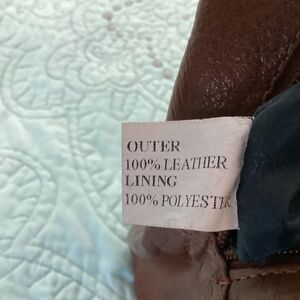 OUTER
100% LEATHER
LINING
100% POLYESTER